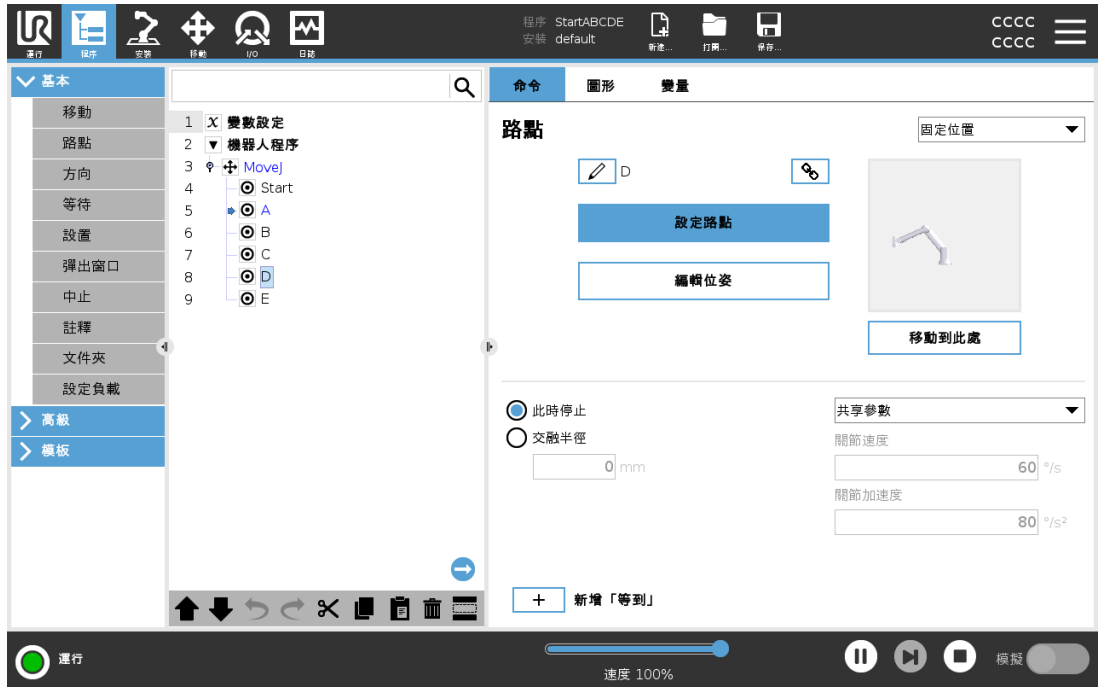 UR
運行
程序
安裝
移動
I/O
日誌
程序 StartABCDE
安裝 default
新建...
打開...
保存...
CCCC
CCCC
基本
移動
路點
方向
等待
設置
彈出窗口
中止
註釋
文件夾
設定負載
高級
模板
1 X 變數設定
2 ▼ 機器人程序
3 MoveJ
4 Start
5 A
6 B
7 C
8 D
9 E
命令 圖形 變量
路點
固定位置
D
設定路點
編輯位姿
移動到此處
此時停止
交融半徑
0 mm
共享參數
關節速度
60 °/s
關節加速度
80 °/s²
+ 新增「等到」
運行
速度 100%
模擬